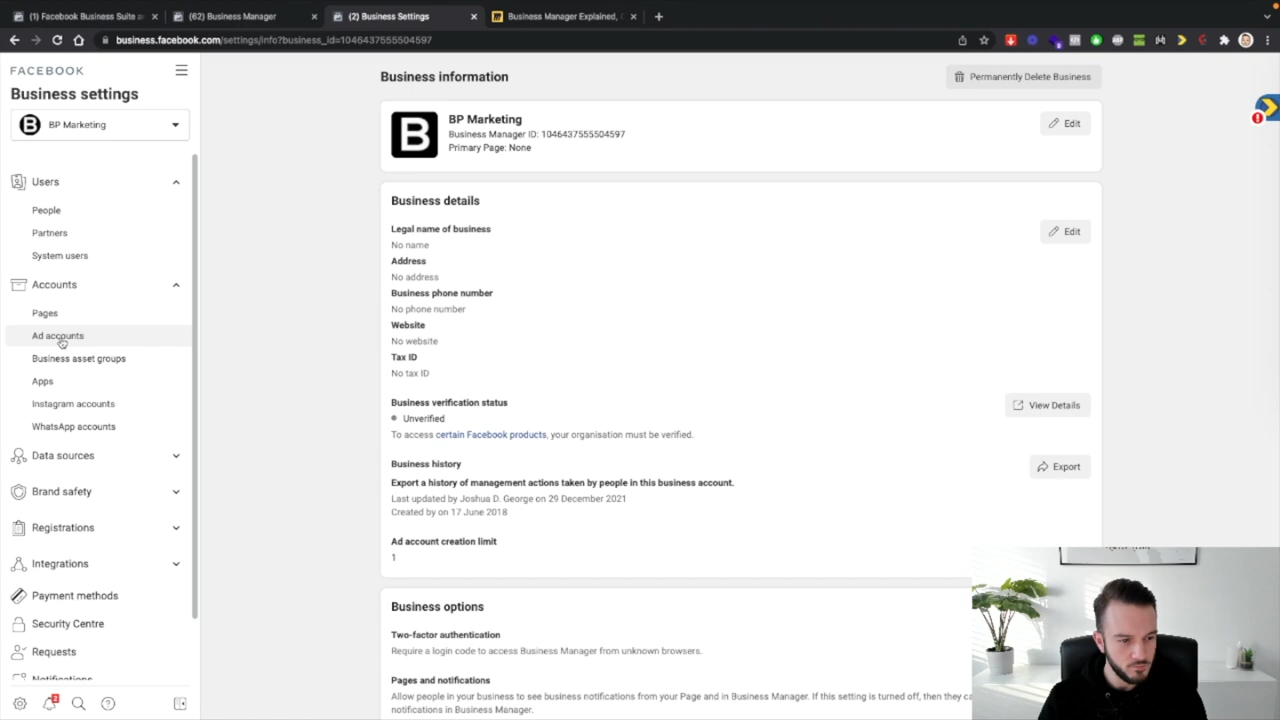 (1) Facebook Business Suite a
(62) Business Manager
(2) Business Settings
Business Manager Explained,
business.facebook.com/settings/info?business_id=1046437555504597
FACEBOOK
Business settings
B
BP Marketing
Users
People
Partners
System users
Accounts
Pages
Ad accounts
Business asset groups
Apps
Instagram accounts
WhatsApp accounts
Data sources
Brand safety
Registrations
Integrations
Payment methods
Security Centre
Requests
Notifications
Business information
Permanently Delete Business
B
BP Marketing
Business Manager ID: 1046437555504597
Primary Page: None
Edit
Business details
Legal name of business
No name
Edit
Address
No address
Business phone number
No phone number
Website
No website
Tax ID
No tax ID
Business verification status
Unverified
To access certain Facebook products, your organisation must be verified.
View Details
Business history
Export a history of management actions taken by people in this business account.
Last updated by Joshua D. George on 29 December 2021
Created by on 17 June 2018
Export
Ad account creation limit
1
Business options
Two-factor authentication
Require a login code to access Business Manager from unknown browsers.
Pages and notifications
Allow people in your business to see business notifications from your Page and in Business Manager. If this setting is turned off, then they ca
notifications in Business Manager.